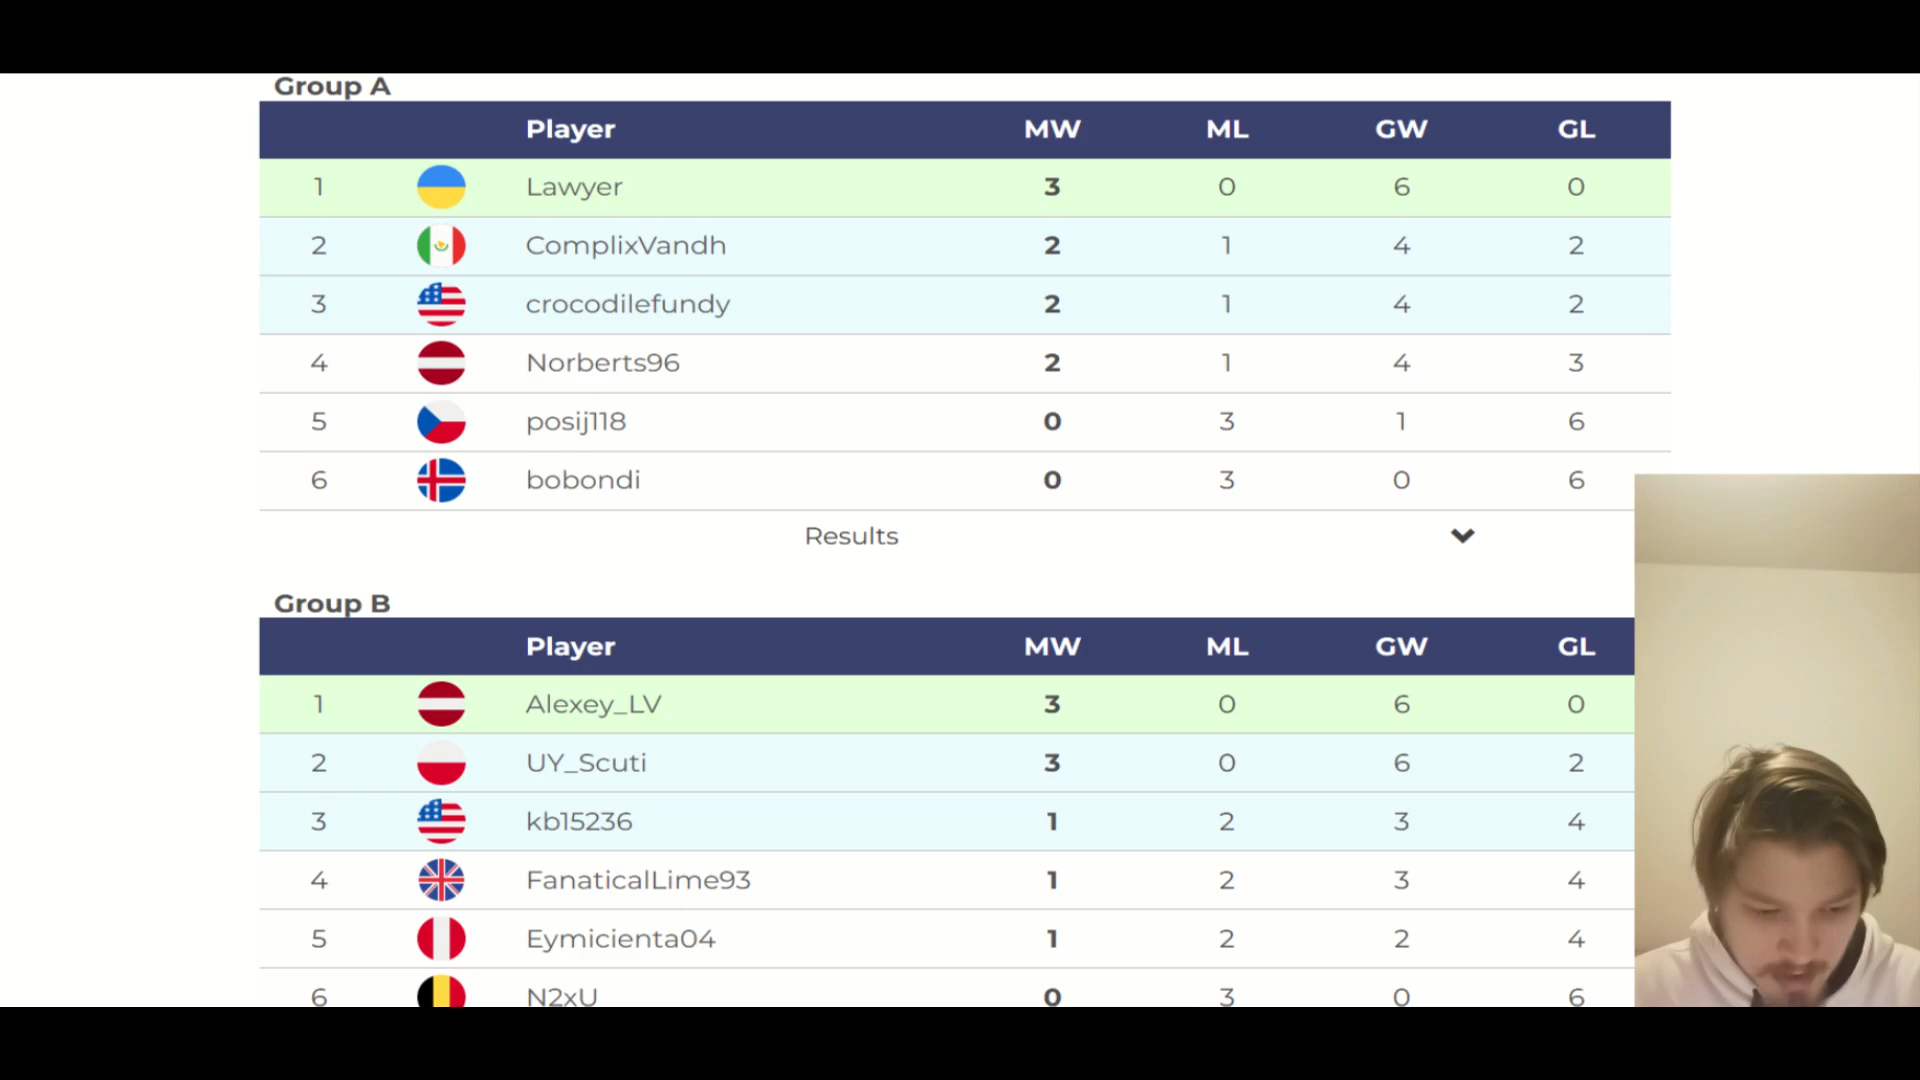 Group A
Player MW ML GW GL
1 Lawyer 3 0 6 0
2 ComplixVandh 2 1 4 2
3 crocodilefundy 2 1 4 2
4 Norberts96 2 1 4 3
5 posij118 0 3 1 6
6 bobondi 0 3 0 6
Results
Group B
Player MW ML GW GL
1 Alexey_LV 3 0 6 0
2 UY_Scuti 3 0 6 2
3 kb15236 1 2 3 4
4 FanaticalLime93 1 2 3 4
5 Eymicienta04 1 2 2 4
6 N2xU 0 3 0 6